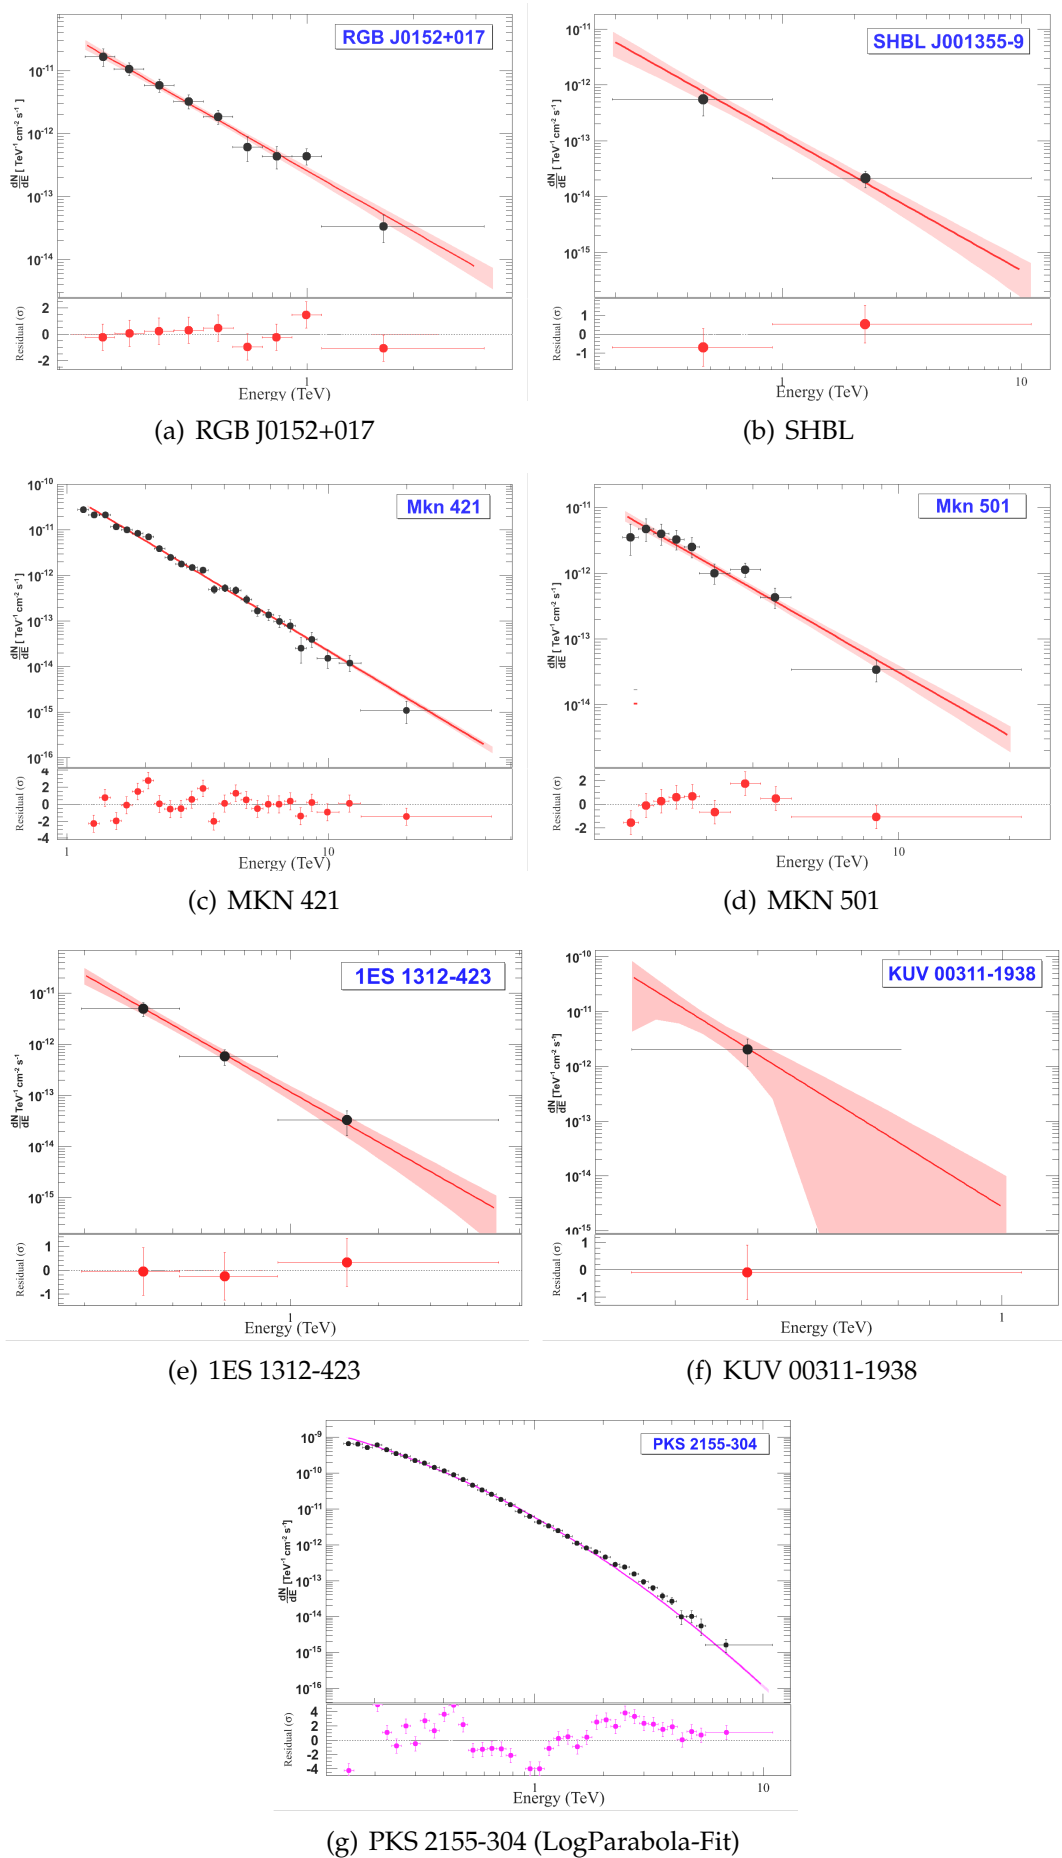 RGB J0152+017
10⁻¹¹
10⁻¹²
10⁻¹³
10⁻¹⁴
dN/dE [ TeV⁻¹ cm⁻² s⁻¹ ]
2
0
-2
Residual (σ)
1
Energy (TeV)
(a) RGB J0152+017
SHBL J001355-9
10⁻¹¹
10⁻¹²
10⁻¹³
10⁻¹⁴
10⁻¹⁵
dN/dE [ TeV⁻¹ cm⁻² s⁻¹ ]
1
0
-1
Residual (σ)
1 10
Energy (TeV)
(b) SHBL
Mkn 421
10⁻¹⁰
10⁻¹¹
10⁻¹²
10⁻¹³
10⁻¹⁴
10⁻¹⁵
10⁻¹⁶
dN/dE [ TeV⁻¹ cm⁻² s⁻¹ ]
4
2
0
-2
-4
Residual (σ)
1 10
Energy (TeV)
(c) MKN 421
Mkn 501
10⁻¹¹
10⁻¹²
10⁻¹³
10⁻¹⁴
dN/dE [ TeV⁻¹ cm⁻² s⁻¹ ]
2
0
-2
Residual (σ)
10
Energy (TeV)
(d) MKN 501
1ES 1312-423
10⁻¹¹
10⁻¹²
10⁻¹³
10⁻¹⁴
10⁻¹⁵
dN/dE TeV⁻¹ cm⁻² s⁻¹
1
0
-1
Residual (σ)
1
Energy (TeV)
(e) 1ES 1312-423
KUV 00311-1938
10⁻¹⁰
10⁻¹¹
10⁻¹²
10⁻¹³
10⁻¹⁴
10⁻¹⁵
dN/dE [TeV⁻¹ cm⁻² s⁻¹]
1
0
-1
Residual (σ)
1
Energy (TeV)
(f) KUV 00311-1938
PKS 2155-304
10⁻⁹
10⁻¹⁰
10⁻¹¹
10⁻¹²
10⁻¹³
10⁻¹⁴
10⁻¹⁵
10⁻¹⁶
dN/dE [TeV⁻¹ cm⁻² s⁻¹]
4
2
0
-2
-4
Residual (σ)
1 10
Energy (TeV)
(g) PKS 2155-304 (LogParabola-Fit)